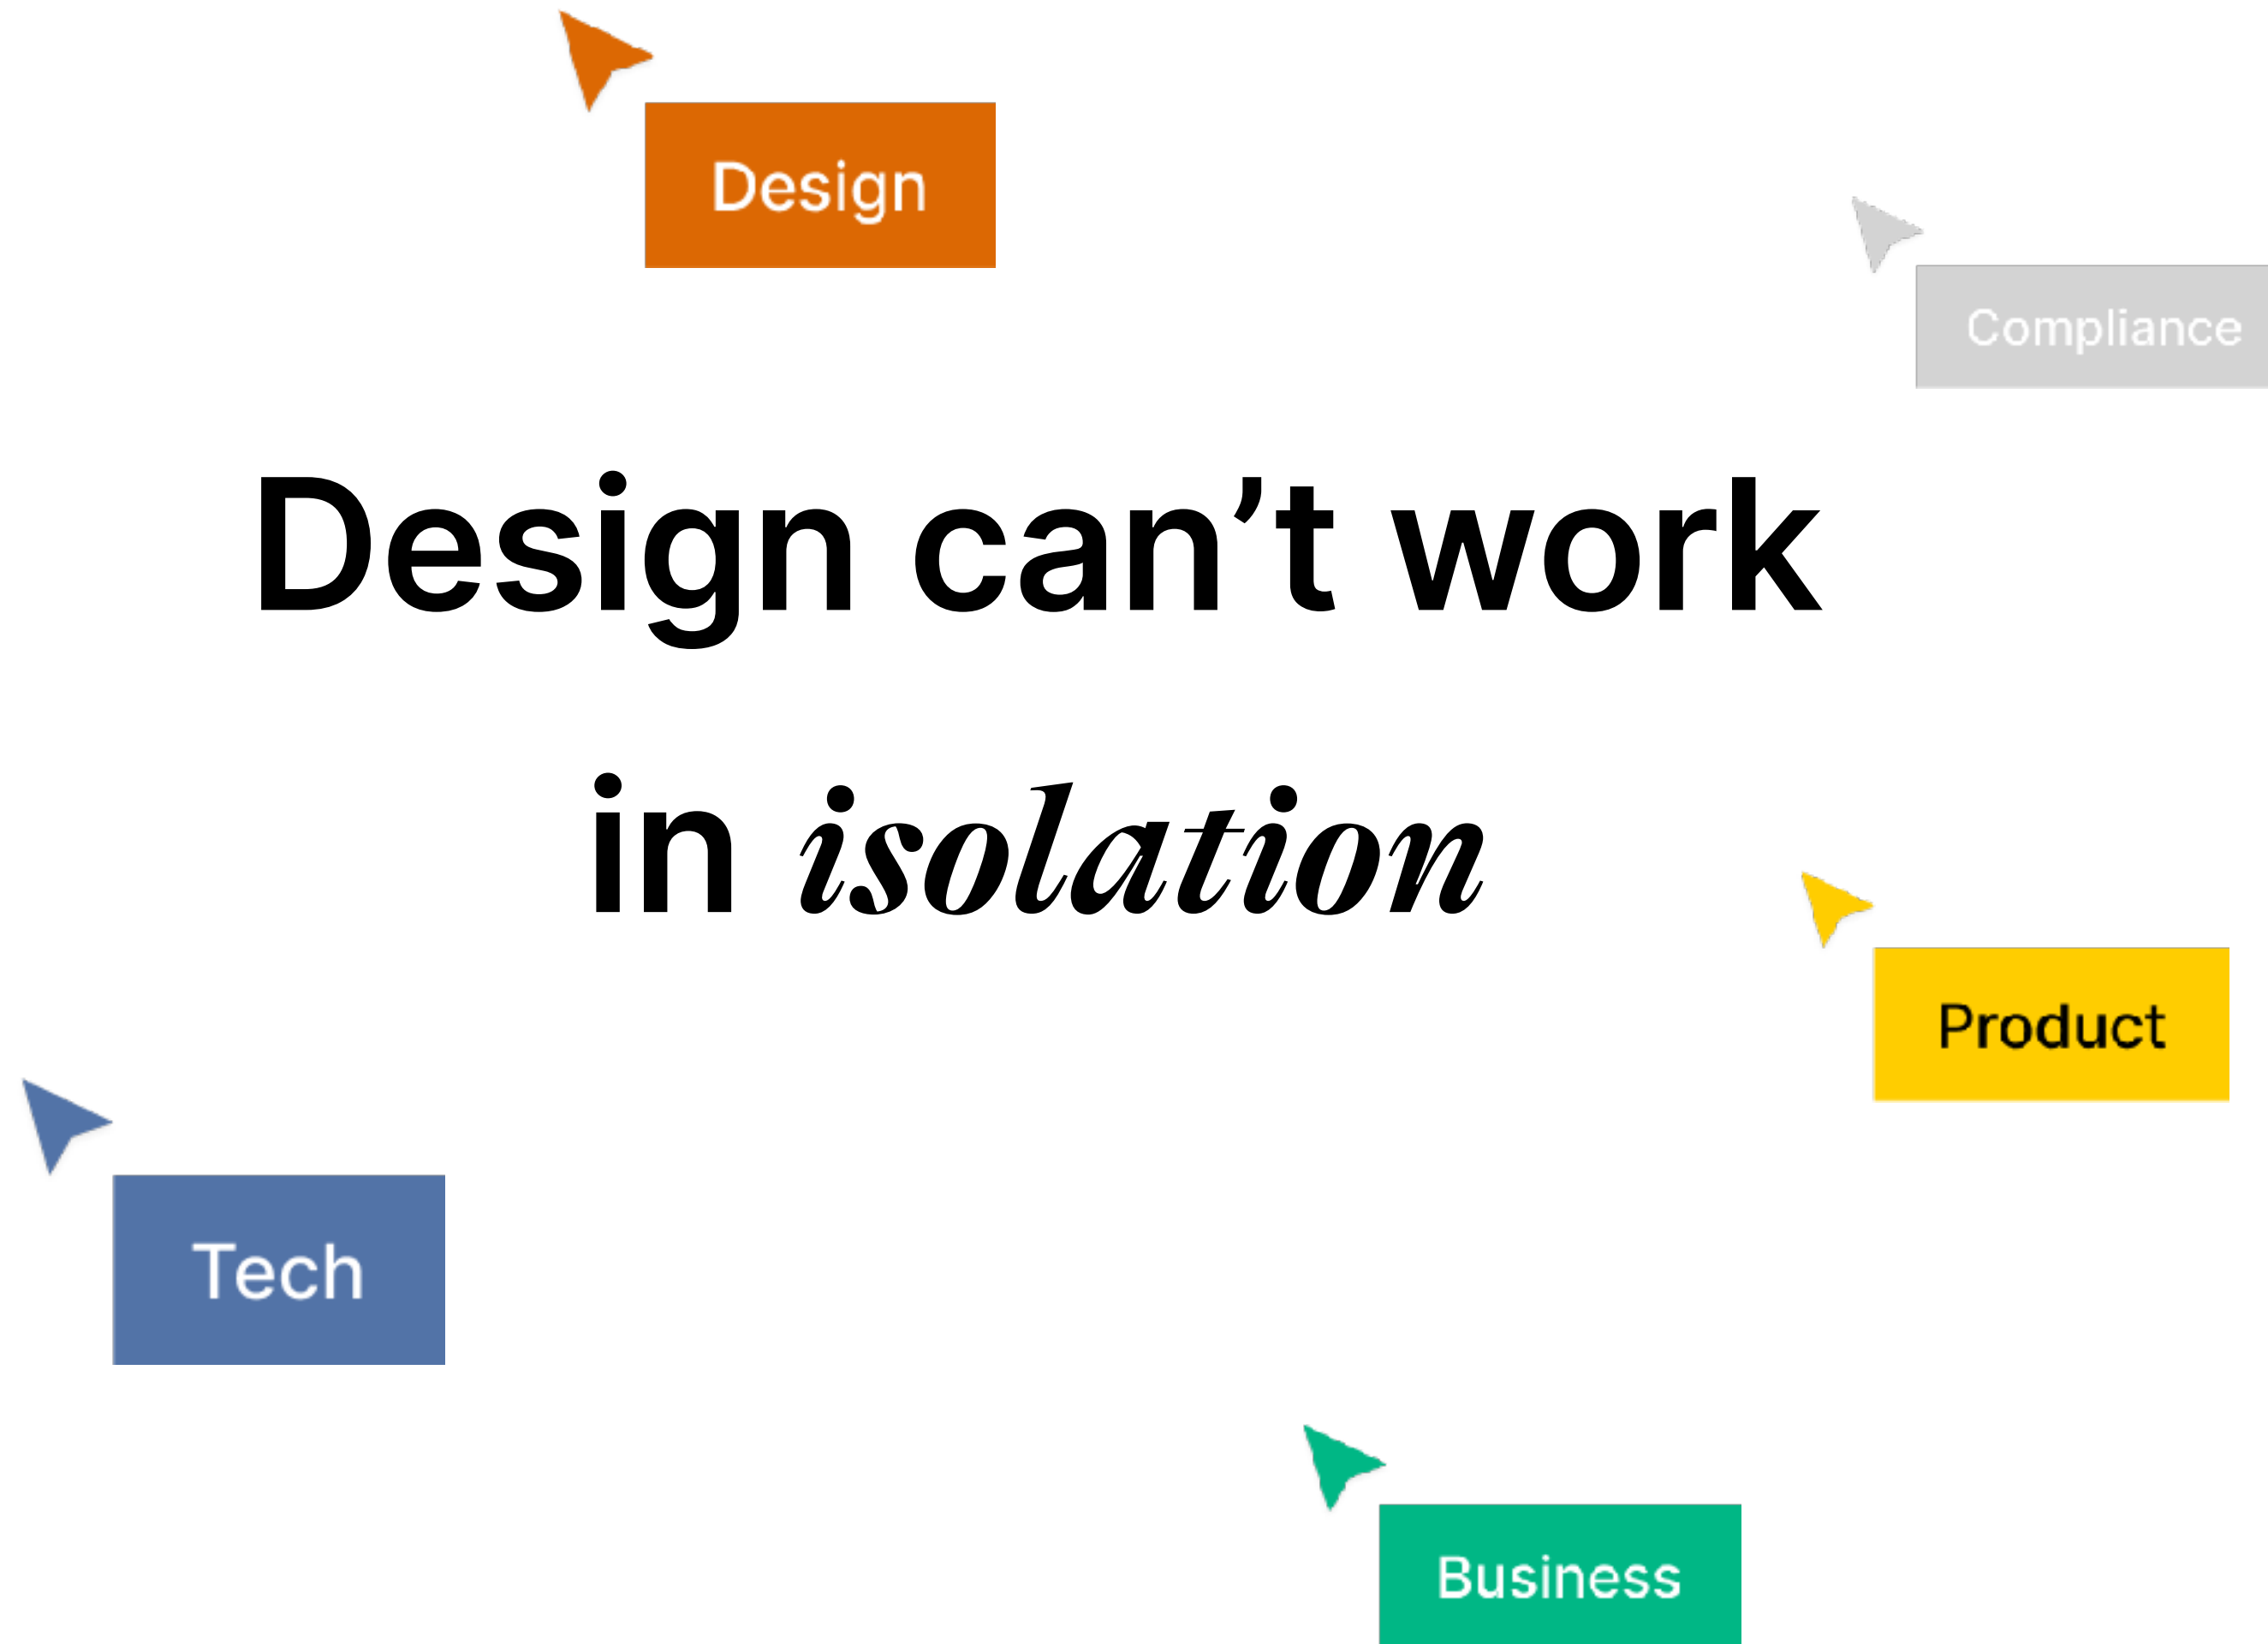 Design
Compliance
Design can’t work
in isolation
Product
Tech
Business